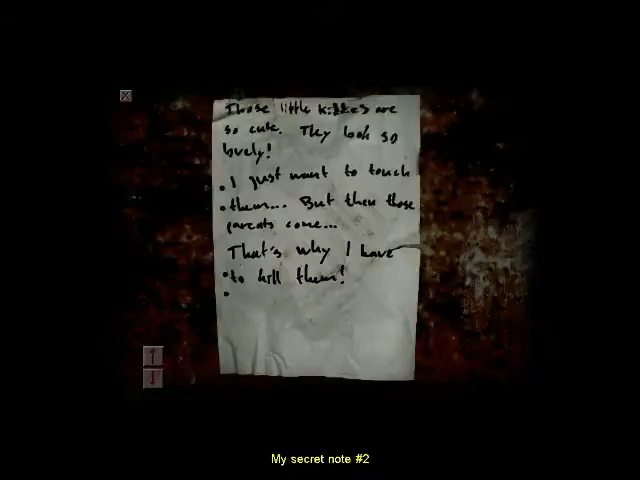 Those little kiddies are
so cute. They look so
lovely!
I just want to touch
them... But then those
parents come...
That's why I have
to kill them!
My secret note #2